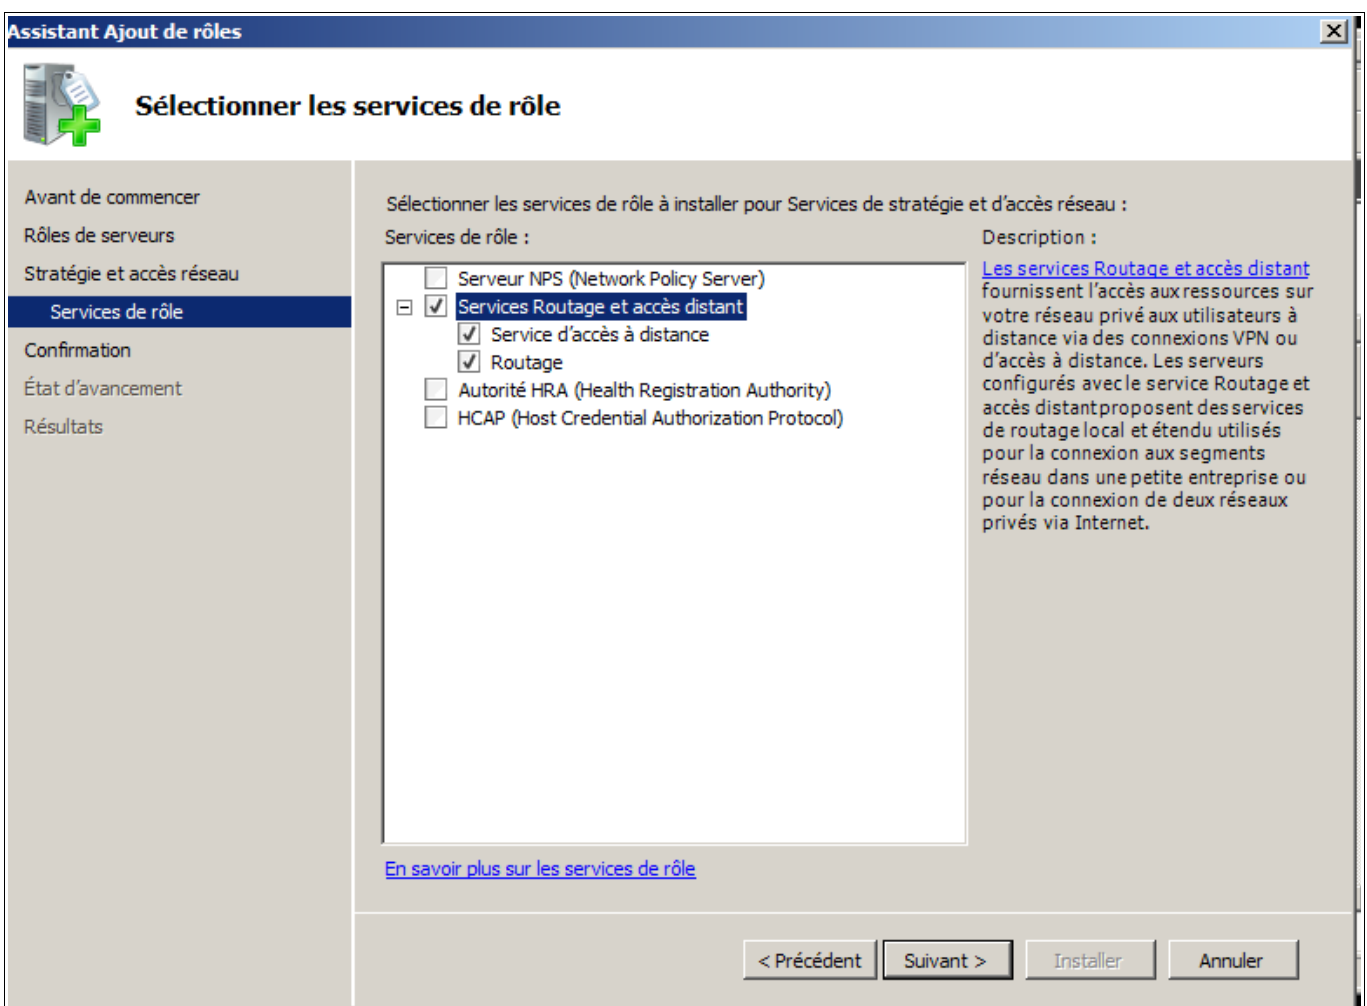 Assistant Ajout de rôles
Sélectionner les services de rôle
Avant de commencer
Rôles de serveurs
Stratégie et accès réseau
Services de rôle
Confirmation
État d'avancement
Résultats
Sélectionner les services de rôle à installer pour Services de stratégie et d'accès réseau :
Services de rôle :
Serveur NPS (Network Policy Server)
Services Routage et accès distant
Service d'accès à distance
Routage
Autorité HRA (Health Registration Authority)
HCAP (Host Credential Authorization Protocol)
En savoir plus sur les services de rôle
Description :
Les services Routage et accès distant
fournissent l'accès aux ressources sur
votre réseau privé aux utilisateurs à
distance via des connexions VPN ou
d'accès à distance. Les serveurs
configurés avec le service Routage et
accès distant proposent des services
de routage local et étendu utilisés
pour la connexion aux segments
réseau dans une petite entreprise ou
pour la connexion de deux réseaux
privés via Internet.
< Précédent
Suivant >
Installer
Annuler